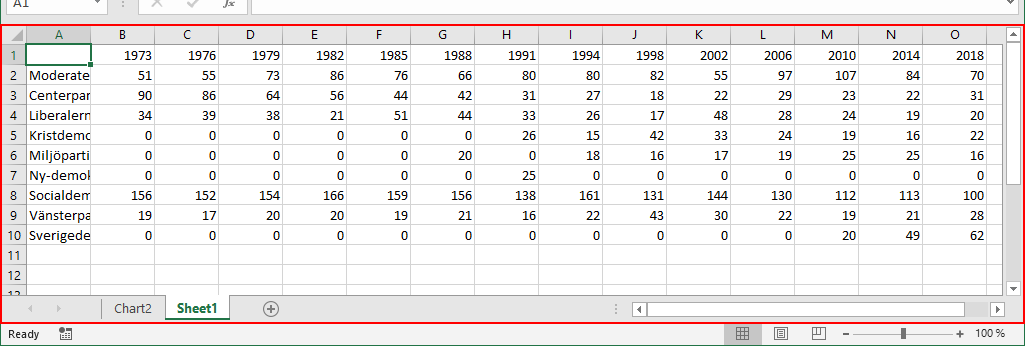 A1 fx
A B C D E F G H I J K L M N O
1 1973 1976 1979 1982 1985 1988 1991 1994 1998 2002 2006 2010 2014 2018
2 Moderate 51 55 73 86 76 66 80 80 82 55 97 107 84 70
3 Centerpar 90 86 64 56 44 42 31 27 18 22 29 23 22 31
4 Liberalern 34 39 38 21 51 44 33 26 17 48 28 24 19 20
5 Kristdemo 0 0 0 0 0 0 26 15 42 33 24 19 16 22
6 Miljöparti 0 0 0 0 0 20 0 18 16 17 19 25 25 16
7 Ny-demok 0 0 0 0 0 0 25 0 0 0 0 0 0 0
8 Socialdem 156 152 154 166 159 156 138 161 131 144 130 112 113 100
9 Vänsterpa 19 17 20 20 19 21 16 22 43 30 22 19 21 28
10 Sverigede 0 0 0 0 0 0 0 0 0 0 0 20 49 62
11
12
Chart2 Sheet1
Ready 100 %